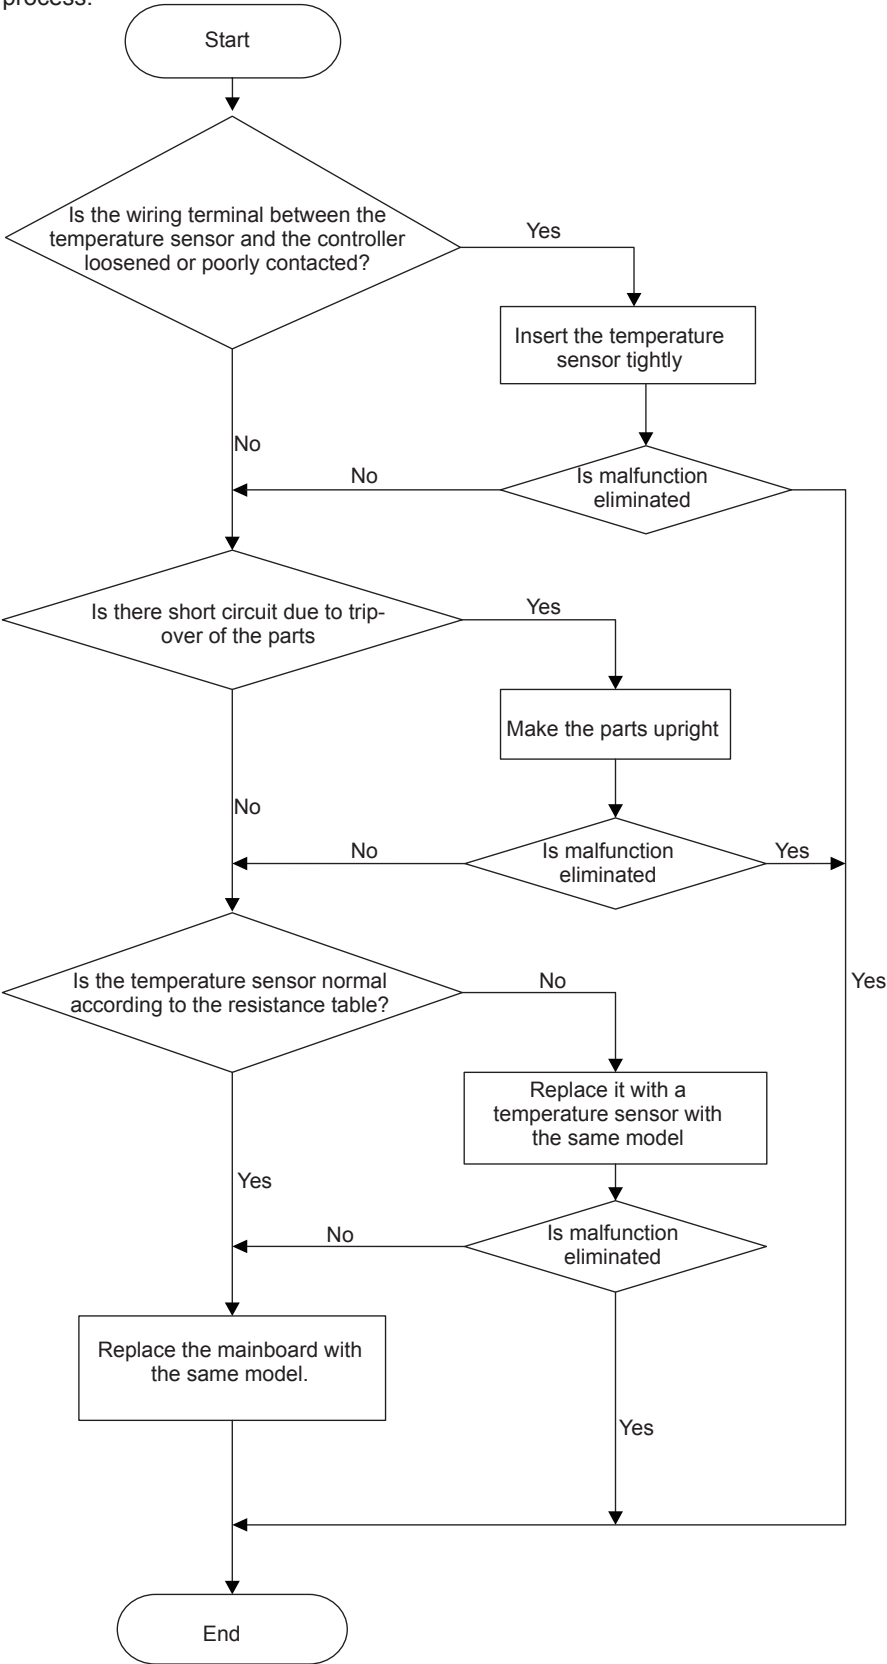 process.
Start
Is the wiring terminal between the
temperature sensor and the controller
loosened or poorly contacted?
Yes
Insert the temperature
sensor tightly
No
No
Is malfunction
eliminated
Is there short circuit due to trip-
over of the parts
Yes
Make the parts upright
No
No
Is malfunction
eliminated
Yes
Is the temperature sensor normal
according to the resistance table?
No
Yes
Replace it with a
temperature sensor with
the same model
Yes
No
Is malfunction
eliminated
Replace the mainboard with
the same model.
Yes
End